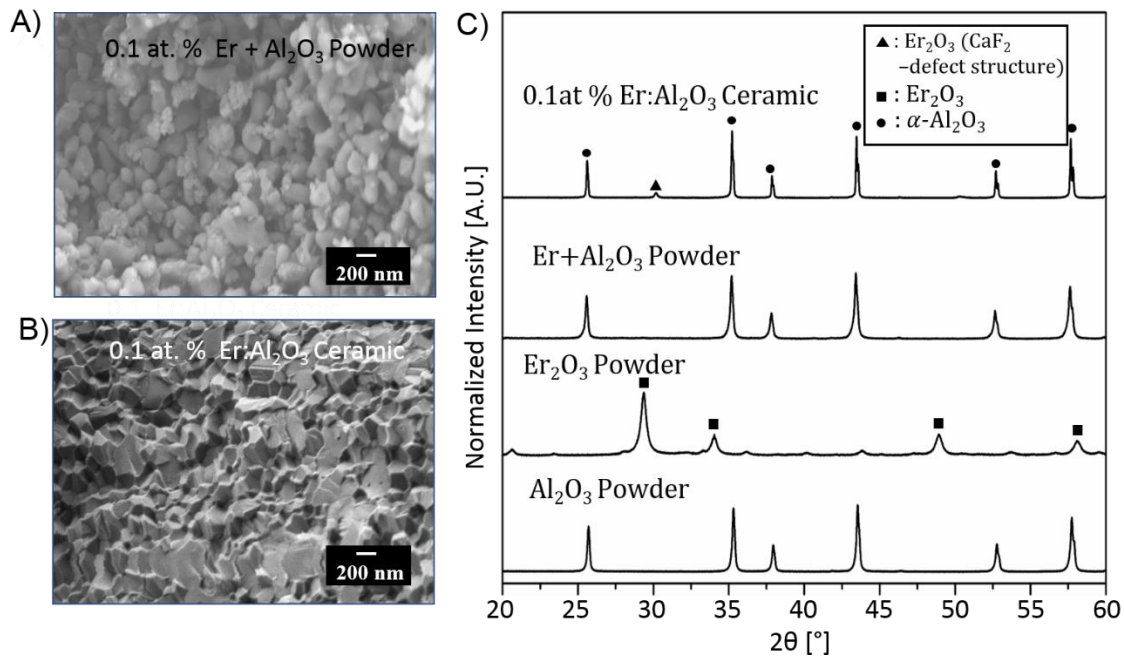 A)
0.1 at. % Er + Al₂O₃ Powder
200 nm
B)
0.1 at. % Er:Al₂O₃ Ceramic
200 nm
C)
▲: Er₂O₃ (CaF₂
−defect structure)
■ : Er₂O₃
● : α-Al₂O₃
0.1at % Er:Al₂O₃ Ceramic
Er+Al₂O₃ Powder
Er₂O₃ Powder
Al₂O₃ Powder
Normalized Intensity [A.U.]
20 25 30 35 40 45 50 55 60
2θ [°]